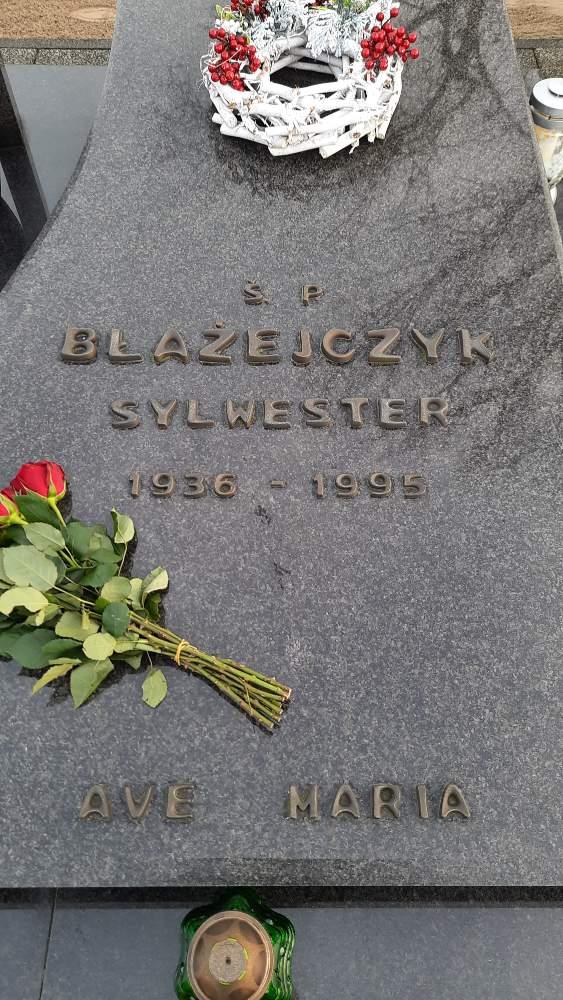 Ś. P
BŁAŻEJCZYK
SYLWESTER
1936 - 1995
AVE MARIA